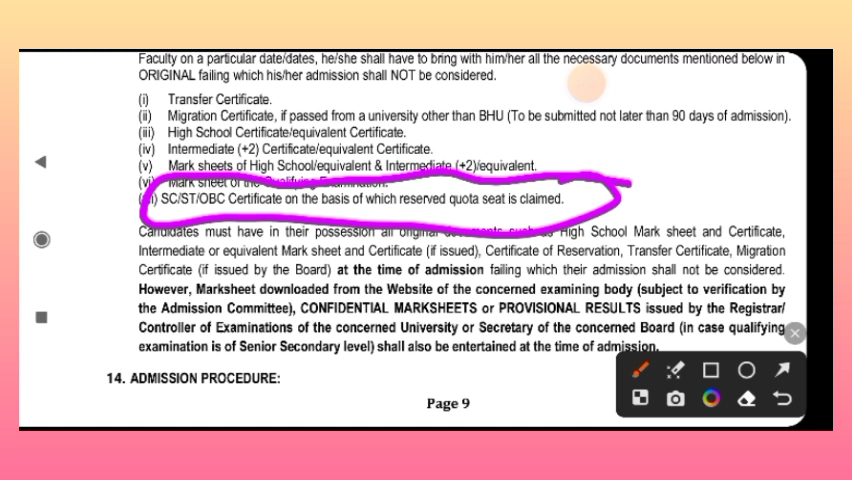 Faculty on a particular date/dates, he/she shall have to bring with him/her all the necessary documents mentioned below in
ORIGINAL failing which his/her admission shall NOT be considered.
(i) Transfer Certificate.
(ii) Migration Certificate, if passed from a university other than BHU (To be submitted not later than 90 days of admission).
(iii) High School Certificate/equivalent Certificate.
(iv) Intermediate (+2) Certificate/equivalent Certificate.
(v) Mark sheets of High School/equivalent & Intermediate (+2)/equivalent.
(vi) Mark sheet of the Qualifying Examination.
SC/ST/OBC Certificate on the basis of which reserved quota seat is claimed.
Candidates must have in their possession all original documents such as High School Mark sheet and Certificate,
Intermediate or equivalent Mark sheet and Certificate (if issued), Certificate of Reservation, Transfer Certificate, Migration
Certificate (if issued by the Board) at the time of admission failing which their admission shall not be considered.
However, Marksheet downloaded from the Website of the concerned examining body (subject to verification by
the Admission Committee), CONFIDENTIAL MARKSHEETS or PROVISIONAL RESULTS issued by the Registrar/
Controller of Examinations of the concerned University or Secretary of the concerned Board (in case qualifying
examination is of Senior Secondary level) shall also be entertained at the time of admission.
14. ADMISSION PROCEDURE:
Page 9